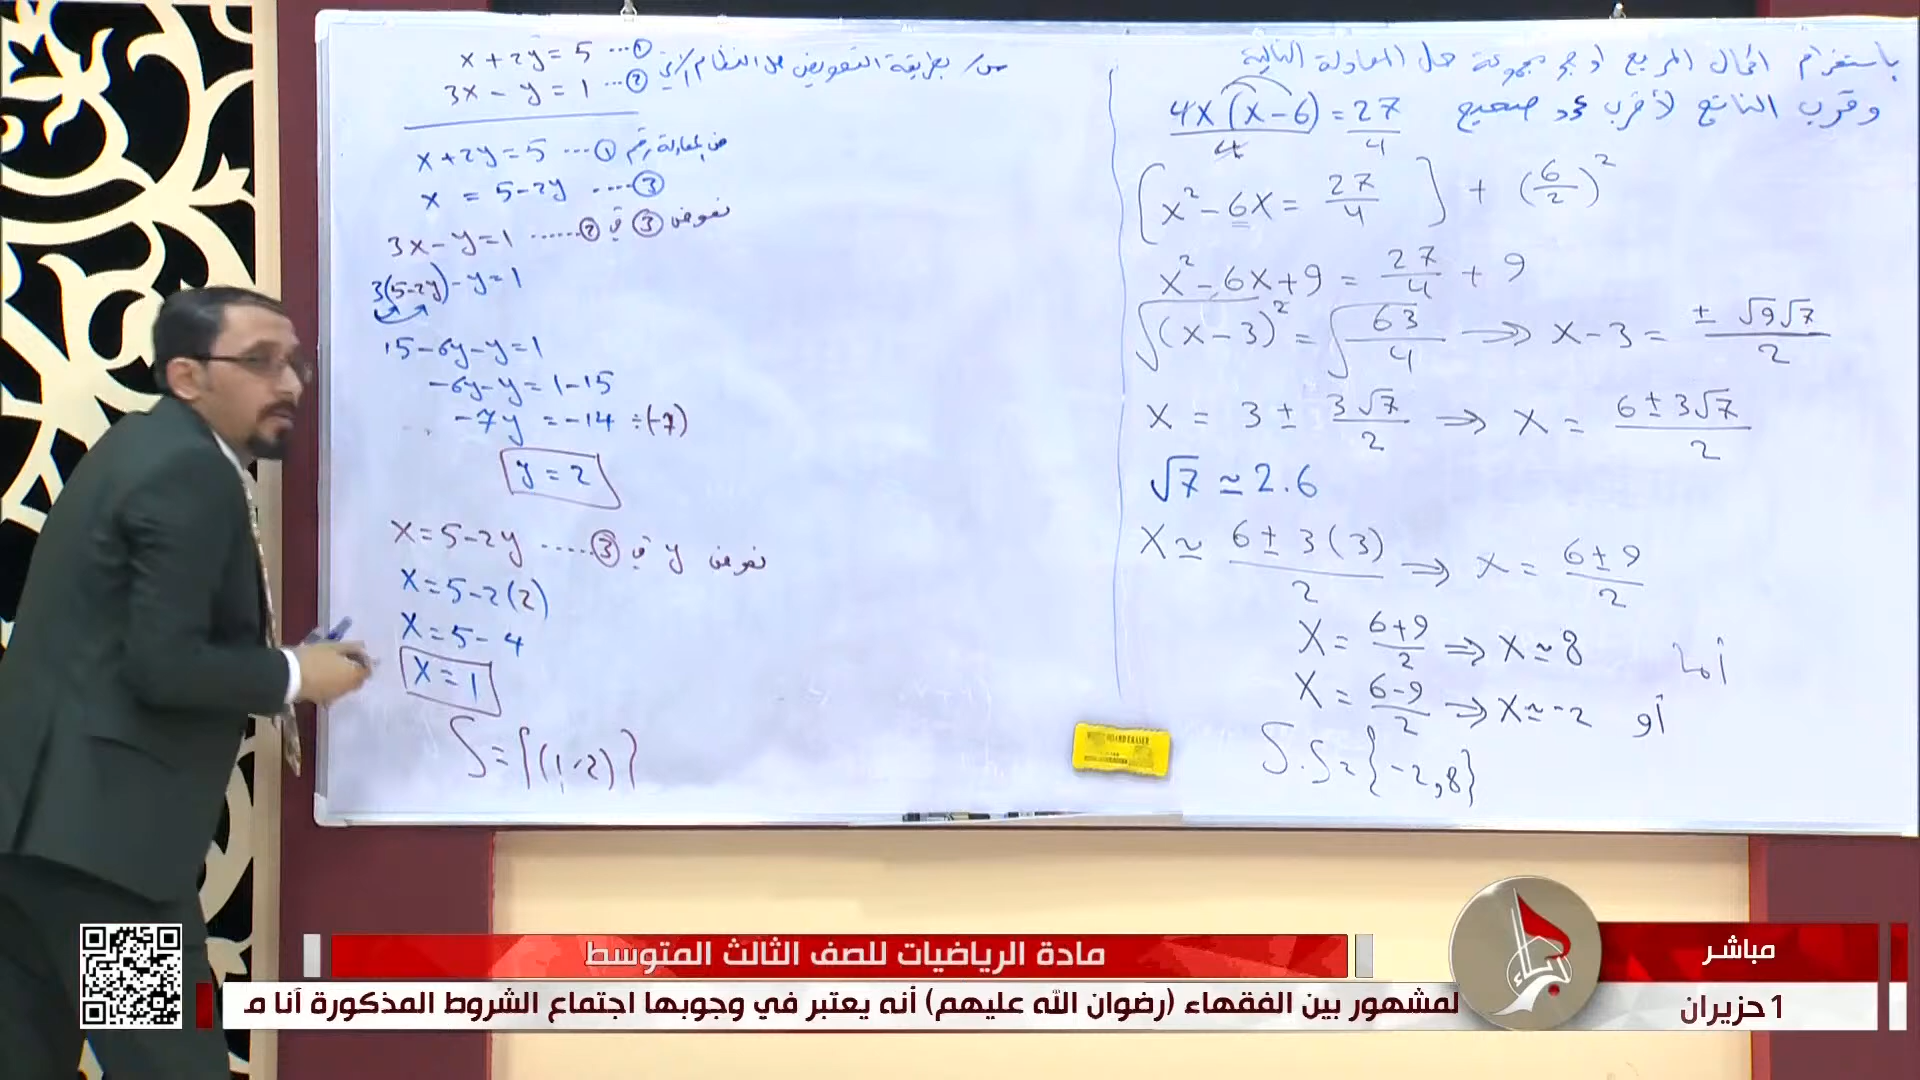 باستخدام اكمال المربع اوجد مجموعة حل المعادلة التالية
وقرب الناتج لأقرب عدد صحيح
4x(x-6) = 27
4 4
[x² - 6x = 27/4] + (6/2)²
x² - 6x + 9 = 27/4 + 9
√(x-3)² = √63/4 ⇒ x-3 = ± √9√7 / 2
x = 3 ± 3√7/2 ⇒ x = 6 ± 3√7 / 2
√7 ≃ 2.6
x ≃ 6 ± 3(3) / 2 ⇒ x = 6 ± 9 / 2
x = 6+9/2 ⇒ x ≃ 8 أما
x = 6-9/2 ⇒ x ≃ -2 أو
S.S = {-2, 8}
س/ بطريقة التعويض حل النظام الآتي
x + 2y = 5 ...①
3x - y = 1 ...②
x + 2y = 5 ....① من المعادلة رقم
x = 5-2y ....③
3x - y = 1 ......② نعوض ③ في
3(5-2y) - y = 1
15-6y-y=1
-6y-y=1-15
-7y = -14 ÷(-7)
y = 2
x = 5-2y .....③ نعوض y في
x = 5-2(2)
x = 5-4
x = 1
S = {(1,2)}
مباشر
1 حزيران
كربلاء
مادة الرياضيات للصف الثالث المتوسط
لمشهور بين الفقهاء (رضوان الله عليهم) أنه يعتبر في وجوبها اجتماع الشروط المذكورة آنا مـ